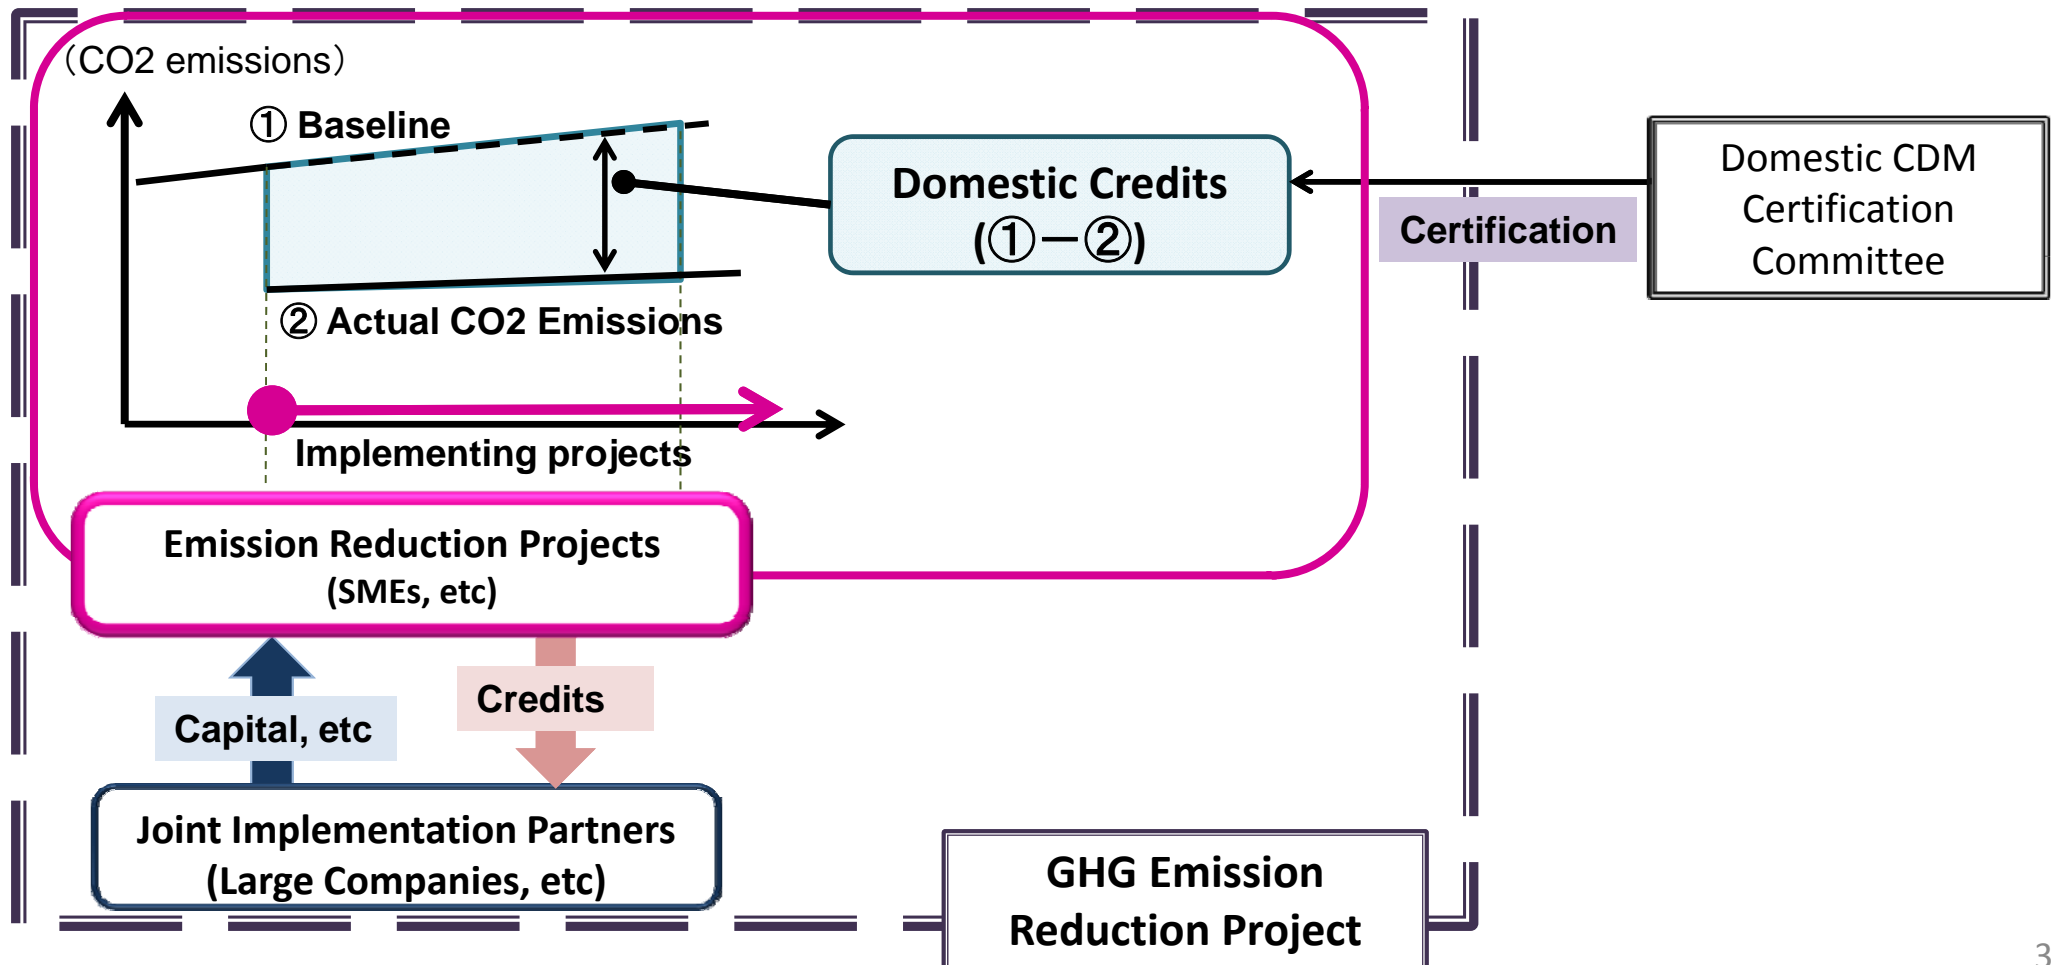 （CO2 emissions）
① Baseline
Domestic Credits
(①－②)
Certification
Domestic CDM
Certification
Committee
② Actual CO2 Emissions
Implementing projects
Emission Reduction Projects
(SMEs, etc)
Capital, etc
Credits
Joint Implementation Partners
(Large Companies, etc)
GHG Emission
Reduction Project
3